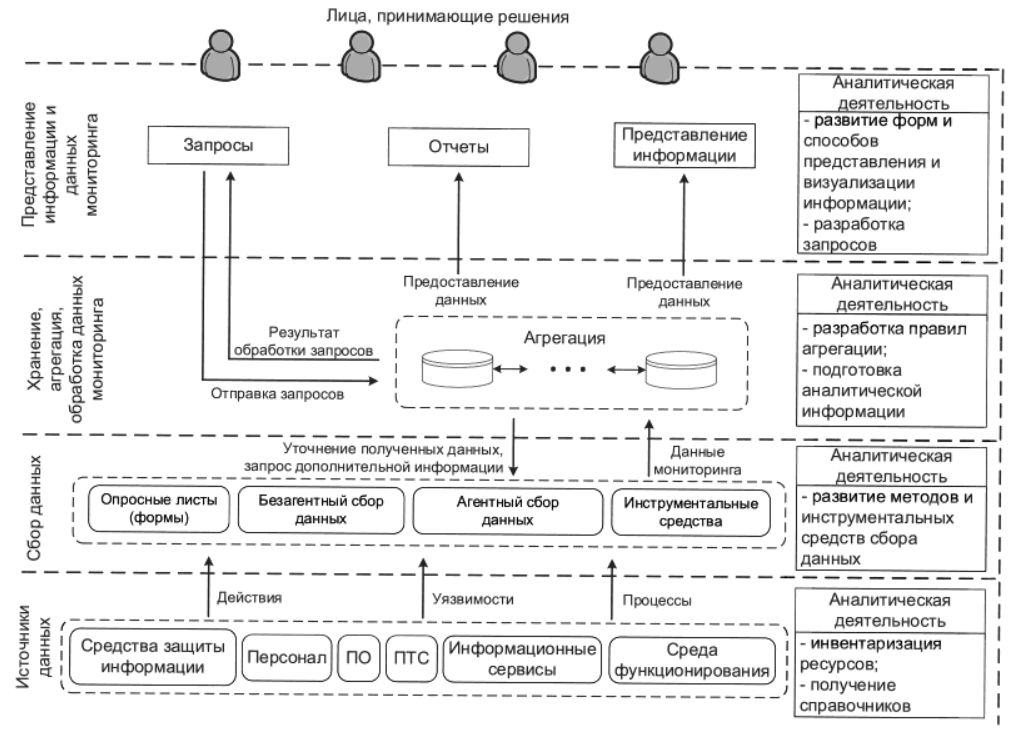 Лица, принимающие решения
Представление
информации и
данных
мониторинга
Запросы
Отчеты
Представление
информации
Аналитическая
деятельность
- развитие форм и
способов
представления и
визуализации
информации;
- разработка
запросов
Хранение,
агрегация,
обработка данных
мониторинга
Предоставление
данных
Предоставление
данных
Результат
обработки запросов
Отправка запросов
Агрегация
Аналитическая
деятельность
- разработка правил
агрегации;
- подготовка
аналитической
информации
Сбор данных
Уточнение полученных данных,
запрос дополнительной информации
Данные
мониторинга
Опросные листы
(формы)
Безагентный сбор
данных
Агентный сбор
данных
Инструментальные
средства
Аналитическая
деятельность
- развитие методов и
инструментальных
средств сбора
данных
Источники
данных
Действия
Уязвимости
Процессы
Средства защиты
информации
Персонал
ПО
ПТС
Информационные
сервисы
Среда
функционирования
Аналитическая
деятельность
- инвентаризация
ресурсов;
- получение
справочников